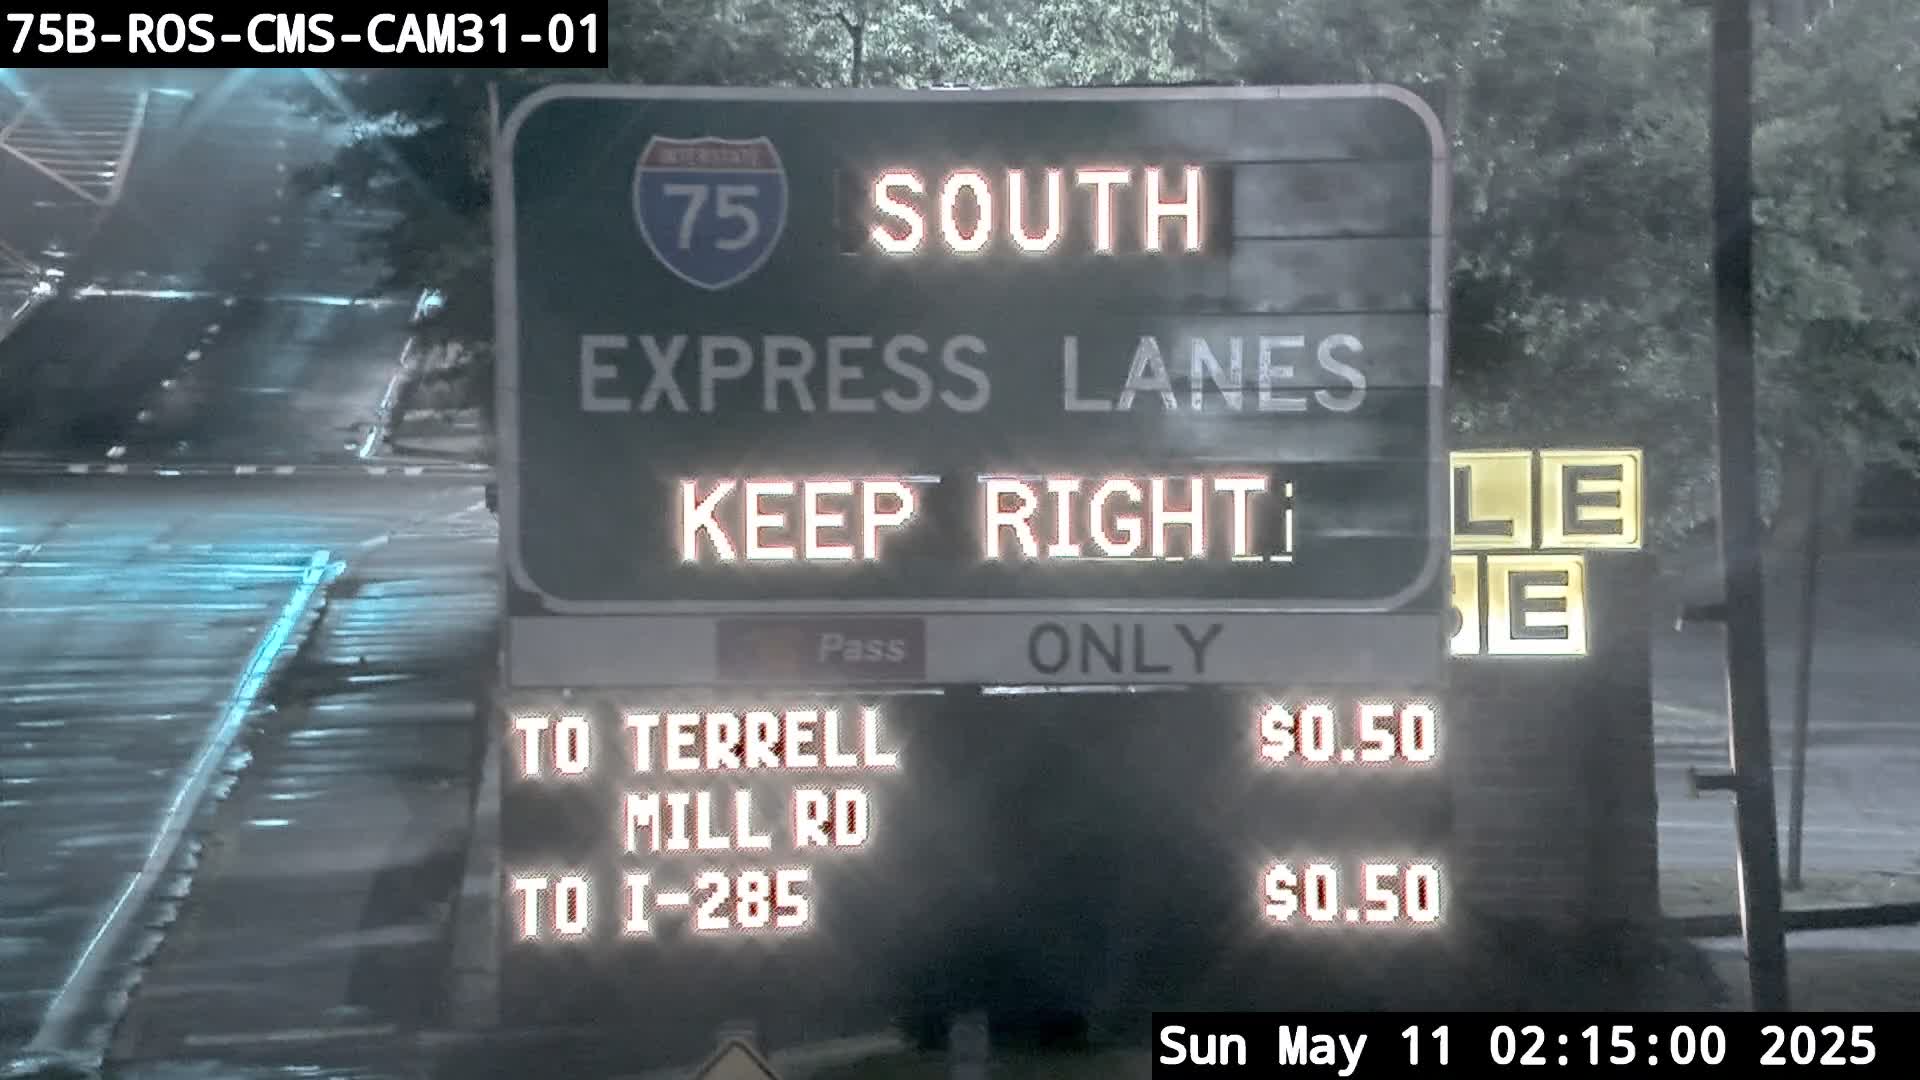 75B-ROS-CMS-CAM31-01
INTERSTATE
75 SOUTH
EXPRESS LANES
KEEP RIGHT
Pass ONLY
TO TERRELL $0.50
MILL RD
TO I-285 $0.50
LE
E
Sun May 11 02:15:00 2025